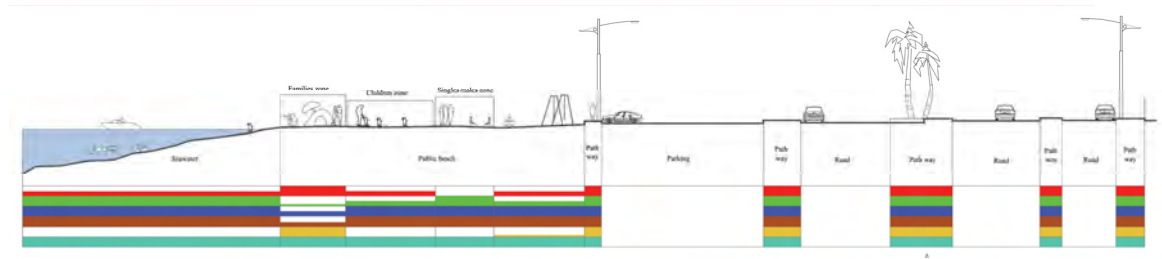 Families zone
Children zone
Singles males zone
Seawater
Public beach
Path
way
Parking
Path
way
Road
Path way
Road
Path
way
Road
Path
way